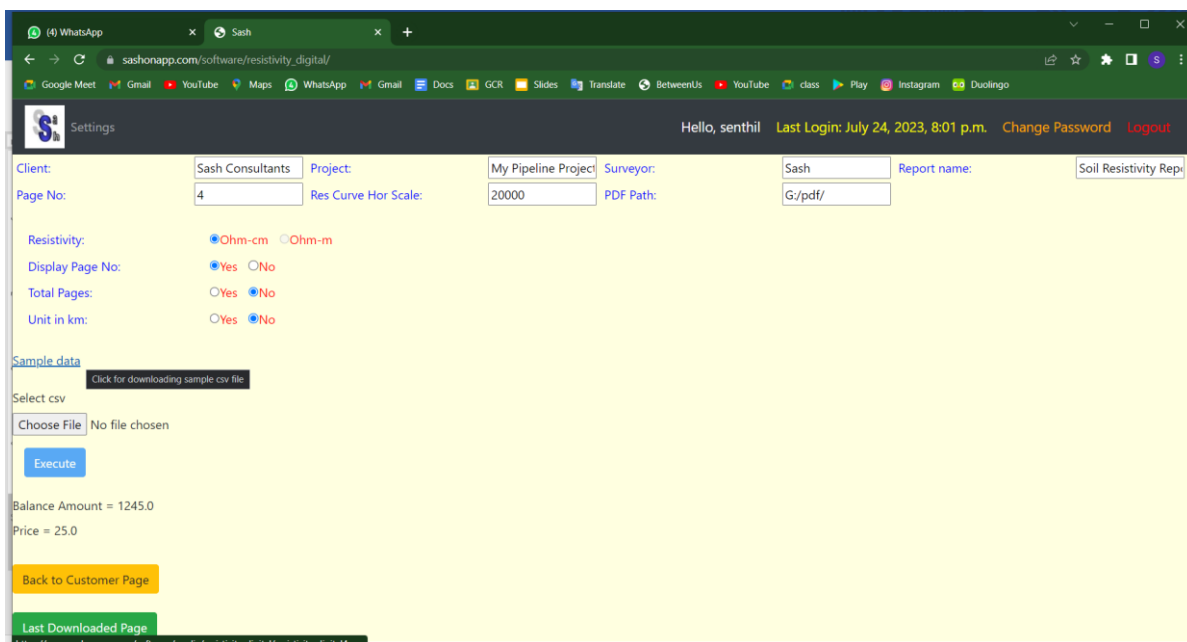 (4) WhatsApp Sash
sashonapp.com/software/resistivity_digital/
Google Meet Gmail YouTube Maps WhatsApp Gmail Docs GCR Slides Translate BetweenUs YouTube class Play Instagram Duolingo
Settings Hello, senthil Last Login: July 24, 2023, 8:01 p.m. Change Password Logout
Client: Sash Consultants Project: My Pipeline Project Surveyor: Sash Report name: Soil Resistivity Rep
Page No: 4 Res Curve Hor Scale: 20000 PDF Path: G:/pdf/
Resistivity: Ohm-cm Ohm-m
Display Page No: Yes No
Total Pages: Yes No
Unit in km: Yes No
Sample data
Click for downloading sample csv file
Select csv
Choose File No file chosen
Execute
Balance Amount = 1245.0
Price = 25.0
Back to Customer Page
Last Downloaded Page